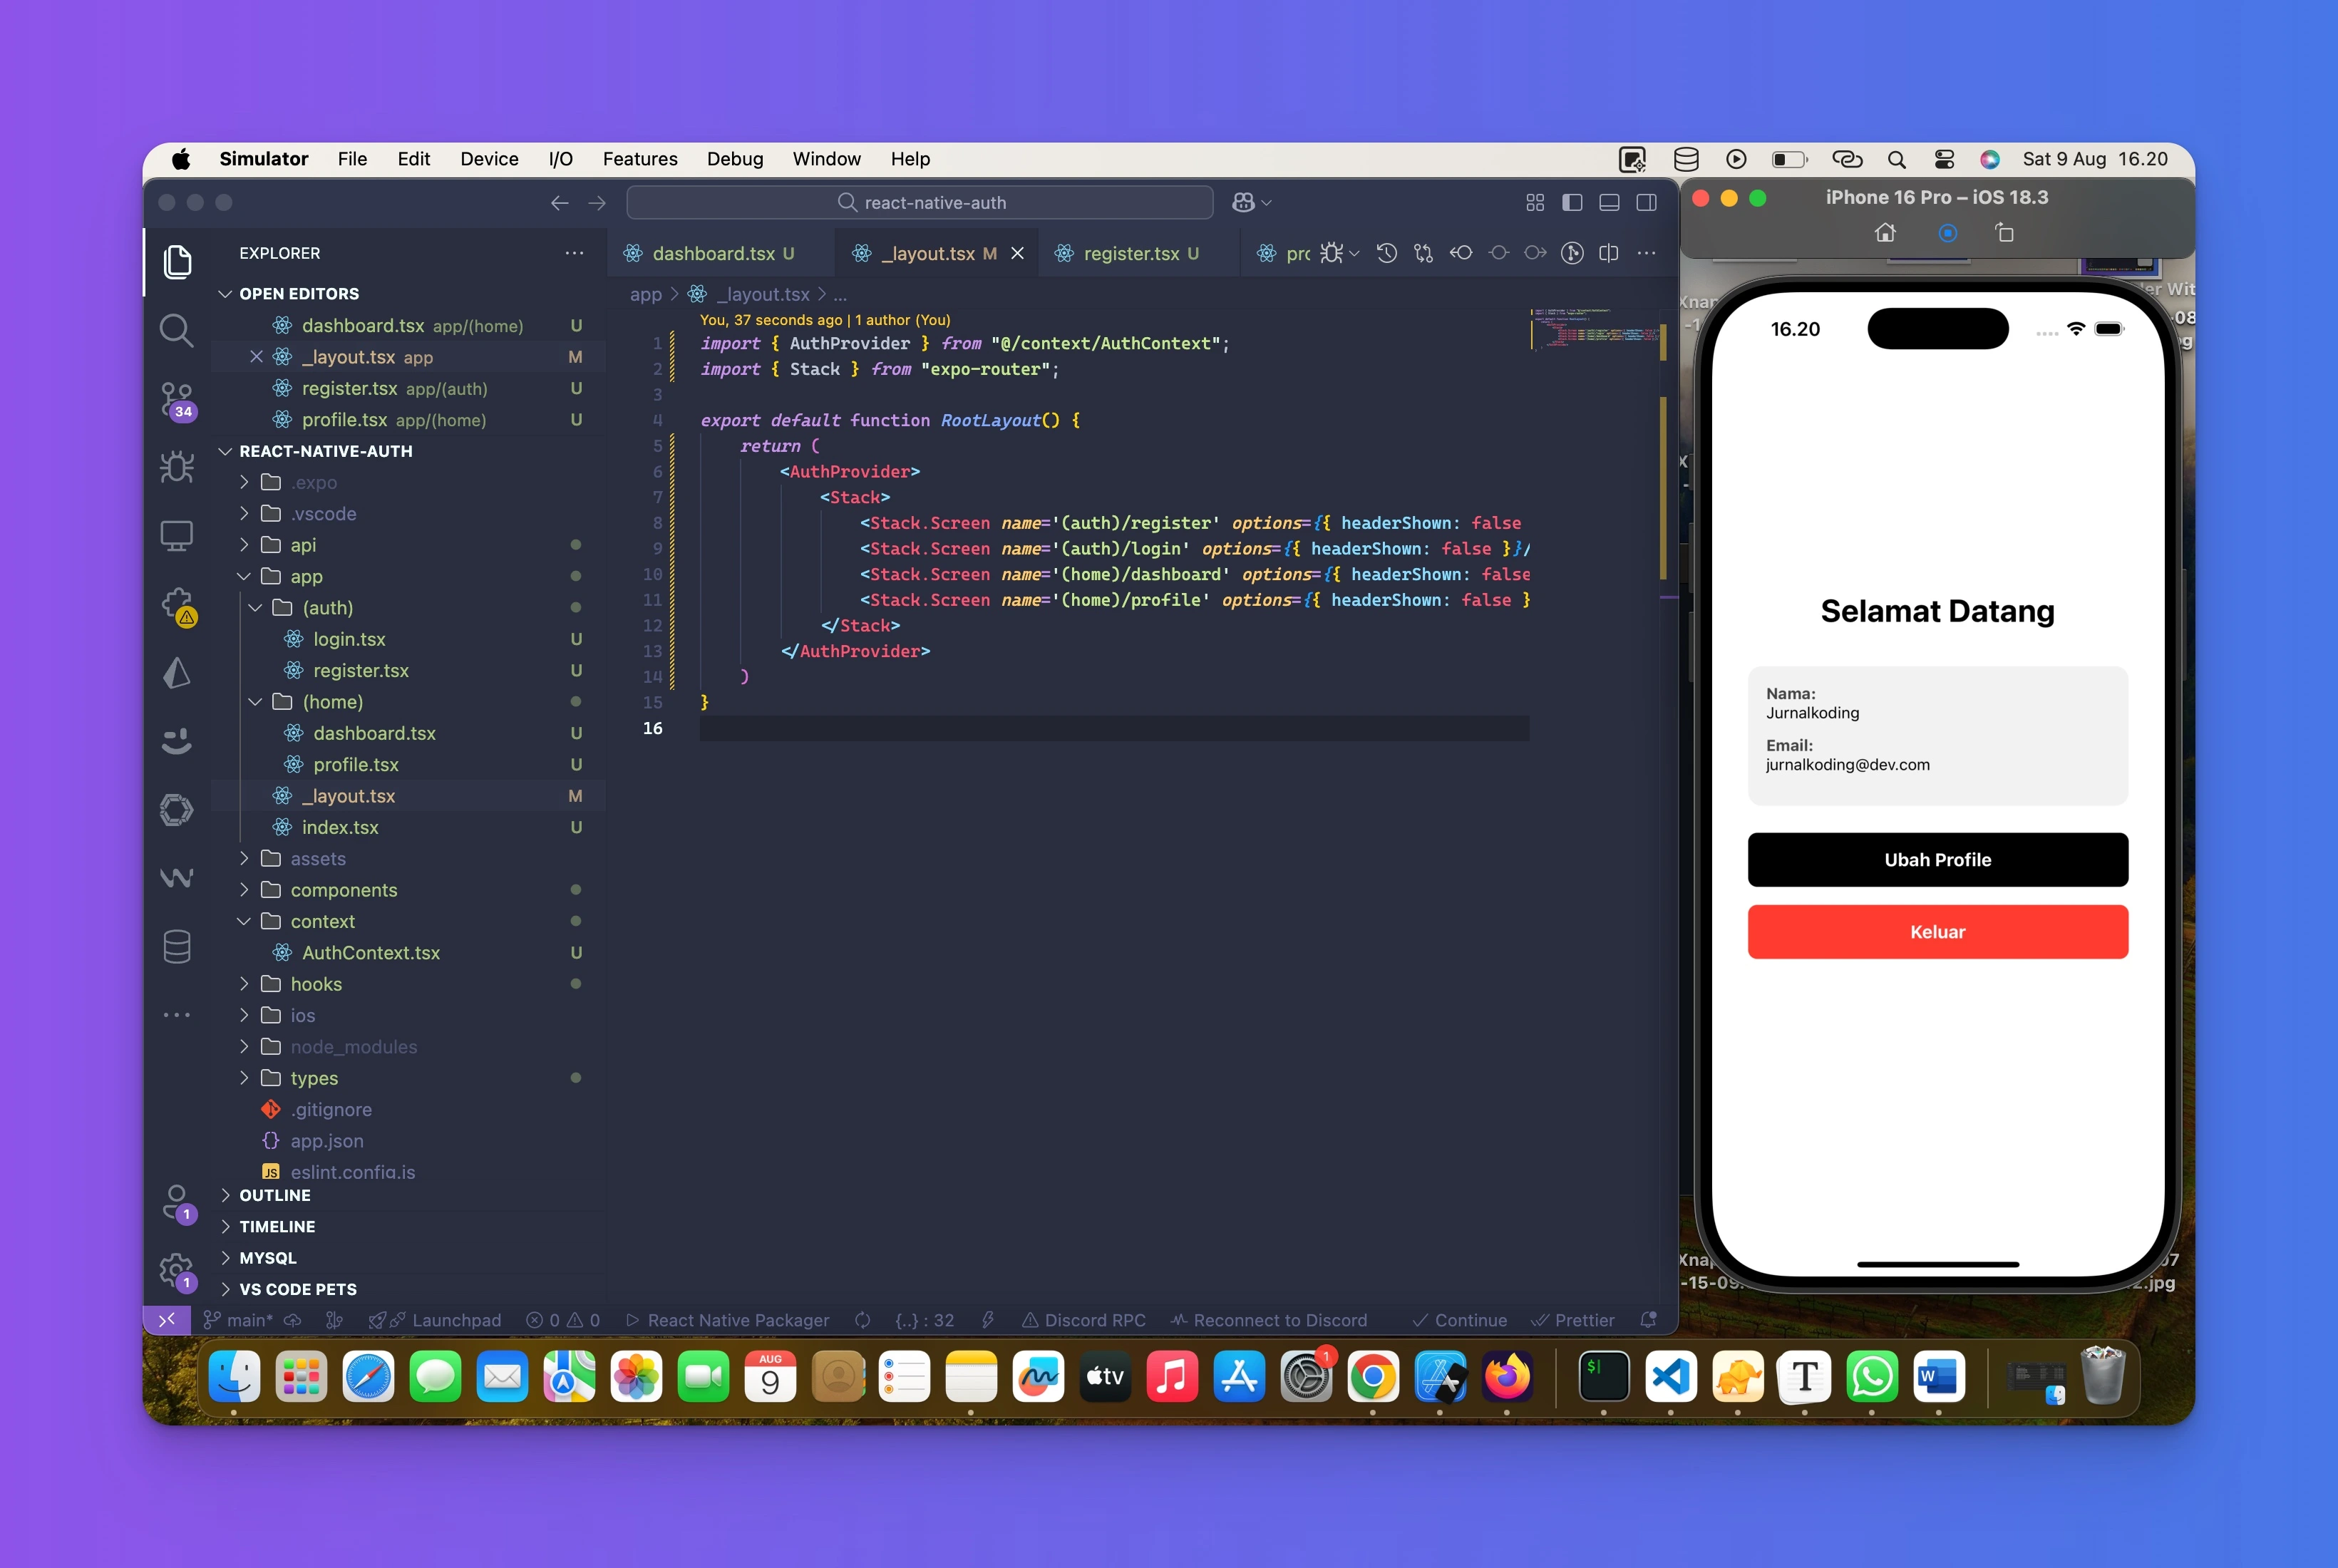 Simulator File Edit Device I/O Features Debug Window Help Sat 9 Aug 16.20
react-native-auth
EXPLORER
OPEN EDITORS
dashboard.tsx app/(home) U
_layout.tsx app M
register.tsx app/(auth) U
profile.tsx app/(home) U
REACT-NATIVE-AUTH
.expo
.vscode
api
app
(auth)
login.tsx U
register.tsx U
(home)
dashboard.tsx U
profile.tsx U
_layout.tsx M
index.tsx U
assets
components
context
AuthContext.tsx U
hooks
ios
node_modules
types
.gitignore
{} app.json
JS eslint.config.js
OUTLINE
TIMELINE
MYSQL
VS CODE PETS
34
1
1
dashboard.tsx U _layout.tsx M register.tsx U
app > _layout.tsx > ...
You, 37 seconds ago | 1 author (You)
1 import { AuthProvider } from "@/context/AuthContext";
2 import { Stack } from "expo-router";
3
4 export default function RootLayout() {
5 return (
6 <AuthProvider>
7 <Stack>
8 <Stack.Screen name='(auth)/register' options={{ headerShown: false
9 <Stack.Screen name='(auth)/login' options={{ headerShown: false }}/
10 <Stack.Screen name='(home)/dashboard' options={{ headerShown: false
11 <Stack.Screen name='(home)/profile' options={{ headerShown: false }
12 </Stack>
13 </AuthProvider>
14 )
15 }
16
main* Launchpad 0 0 React Native Packager {..} : 32 Discord RPC Reconnect to Discord Continue Prettier
iPhone 16 Pro – iOS 18.3
16.20
Selamat Datang
Nama:
Jurnalkoding
Email:
jurnalkoding@dev.com
Ubah Profile
Keluar
-15-09
.jpg
AUG
9
tv
1
$
T
W